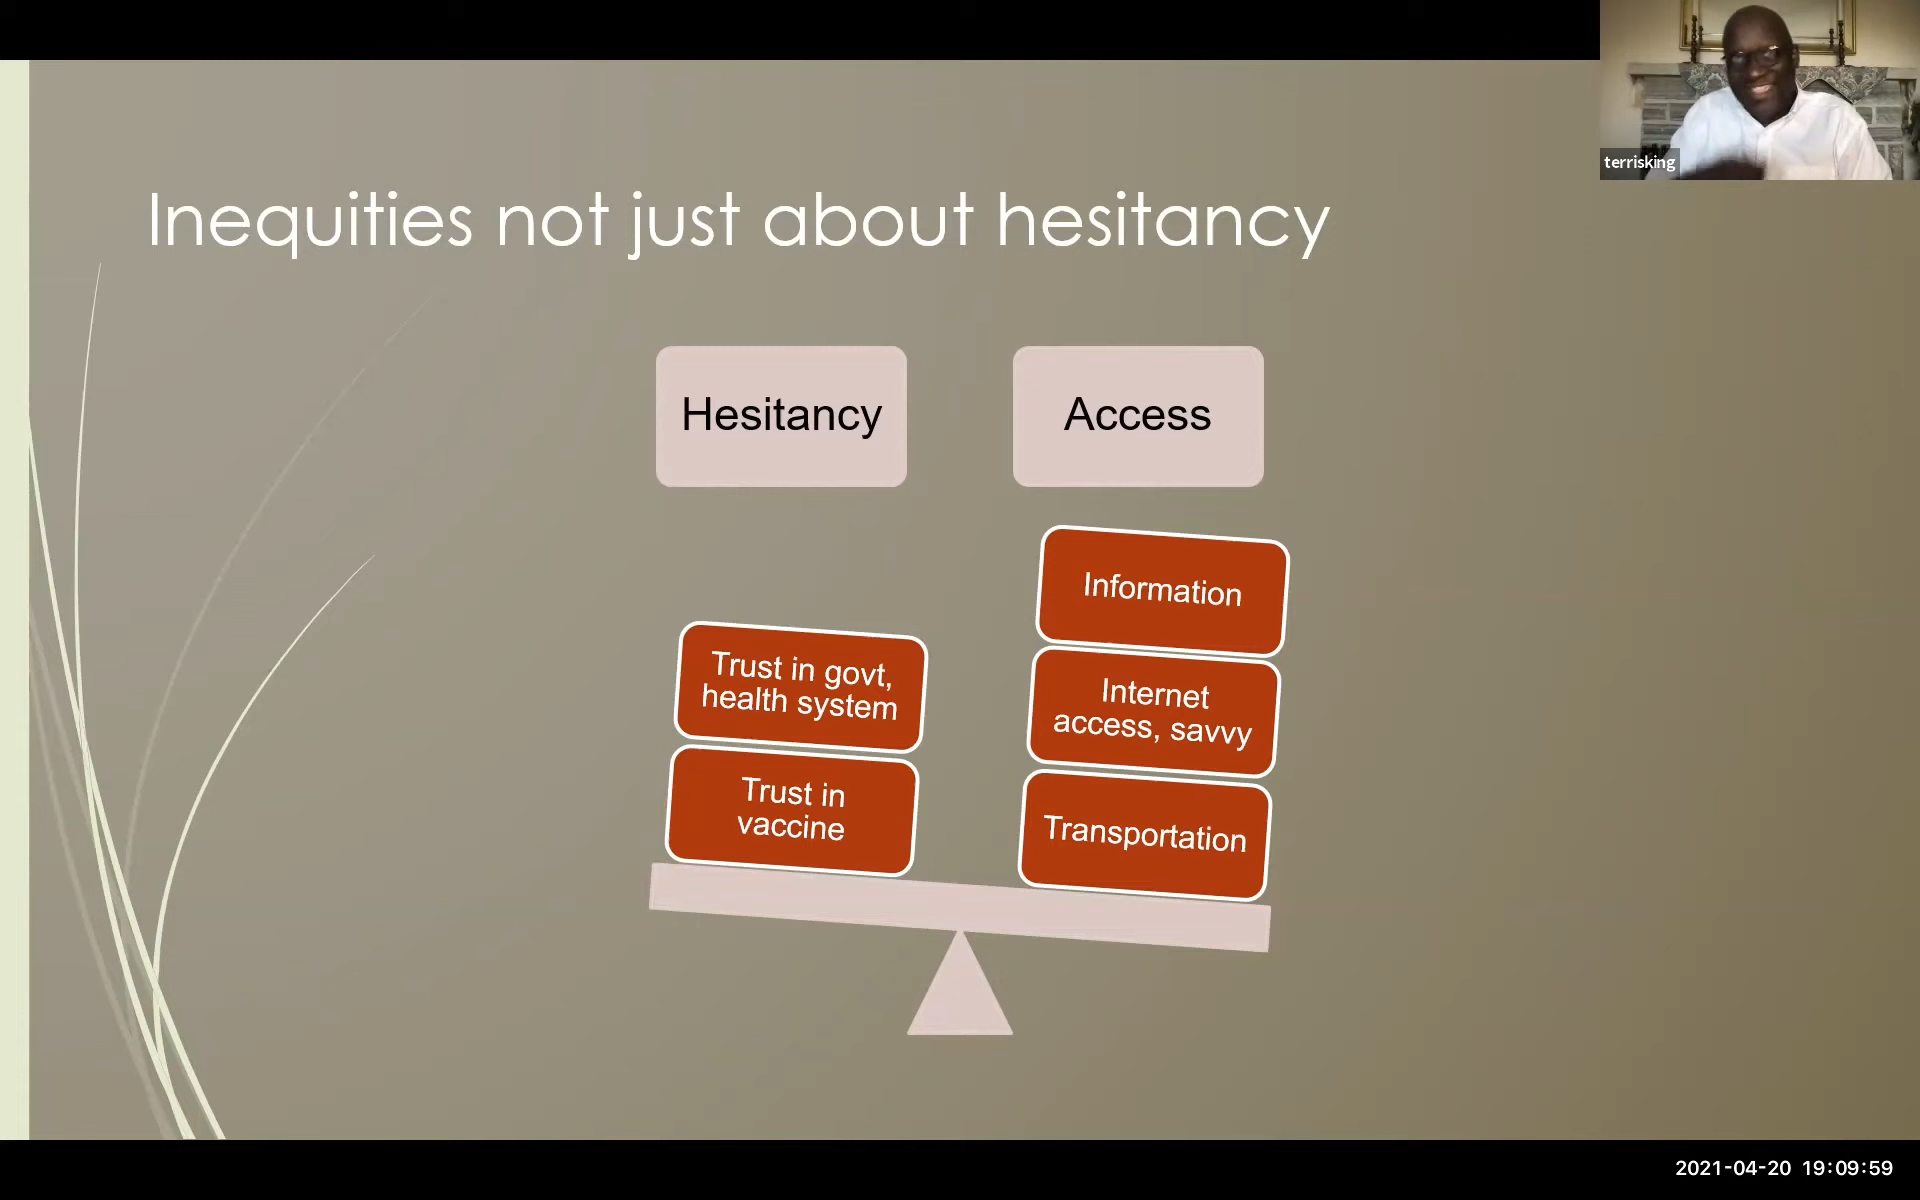 terrisking
Inequities not just about hesitancy
Hesitancy
Access
Information
Trust in govt,
health system
Internet
access, savvy
Trust in
vaccine
Transportation
2021-04-20 19:09:59